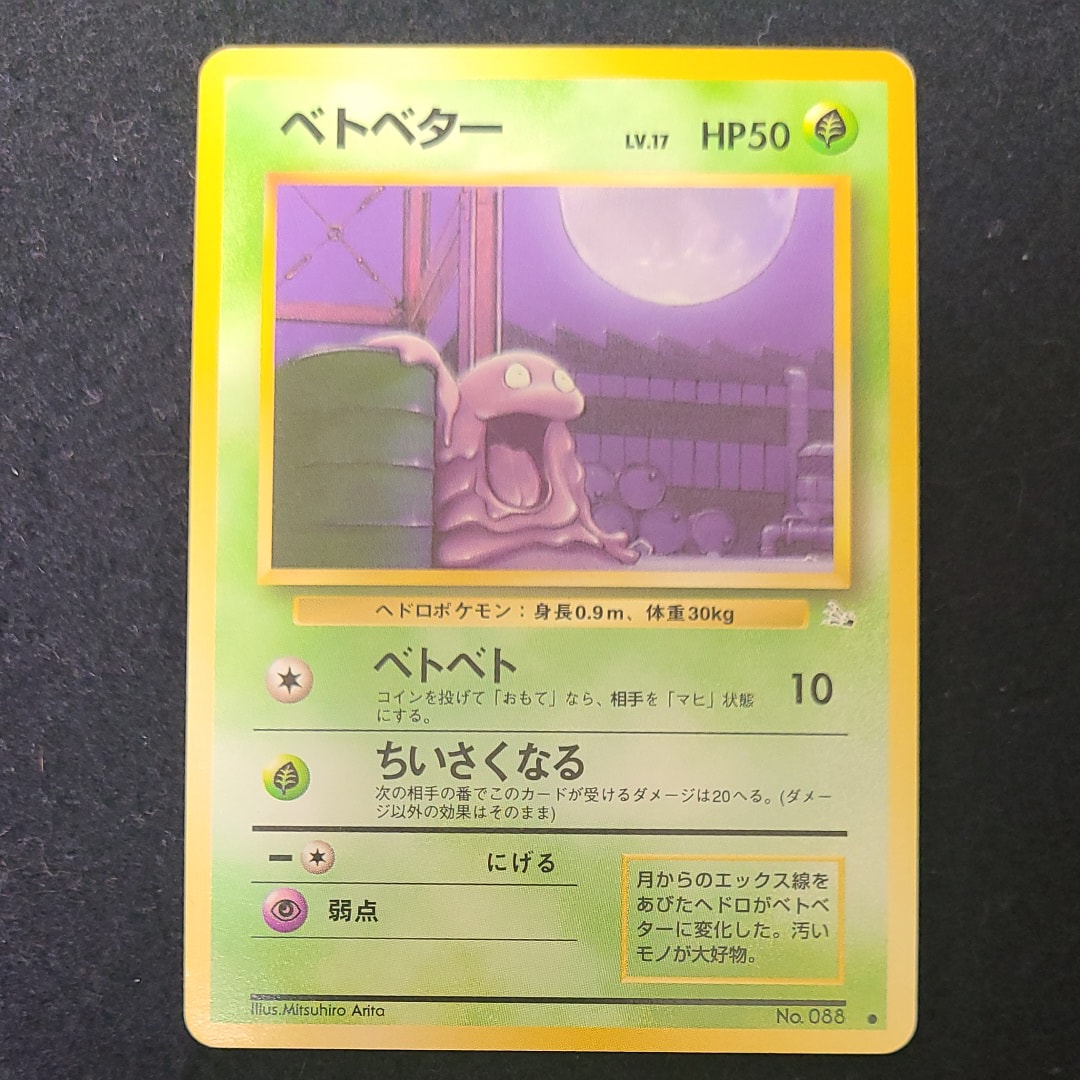 ベトベター LV.17 HP50
ヘドロポケモン：身長0.9m、体重30kg
ベトベト 10
コインを投げて「おもて」なら、相手を「マヒ」状態
にする。
ちいさくなる
次の相手の番でこのカードが受けるダメージは20へる。(ダメー
ジ以外の効果はそのまま)
ー にげる
弱点
月からのエックス線を
あびたヘドロがベトベ
ターに変化した。汚い
モノが大好物。
Illus.Mitsuhiro Arita
No. 088 ●